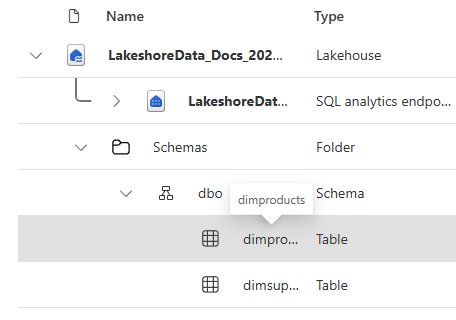 Name Type
LakeshoreData_Docs_202... Lakehouse
LakeshoreDat... SQL analytics endpo...
Schemas Folder
dbo Schema
dimproducts
dimpro... Table
dimsup... Table